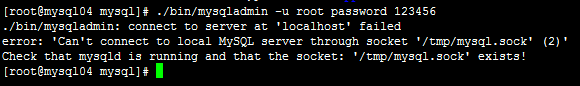 [root@mysql04 mysql]# ./bin/mysqladmin -u root password 123456
./bin/mysqladmin: connect to server at 'localhost' failed
error: 'Can't connect to local MySQL server through socket '/tmp/mysql.sock' (2)'
Check that mysqld is running and that the socket: '/tmp/mysql.sock' exists!
[root@mysql04 mysql]#